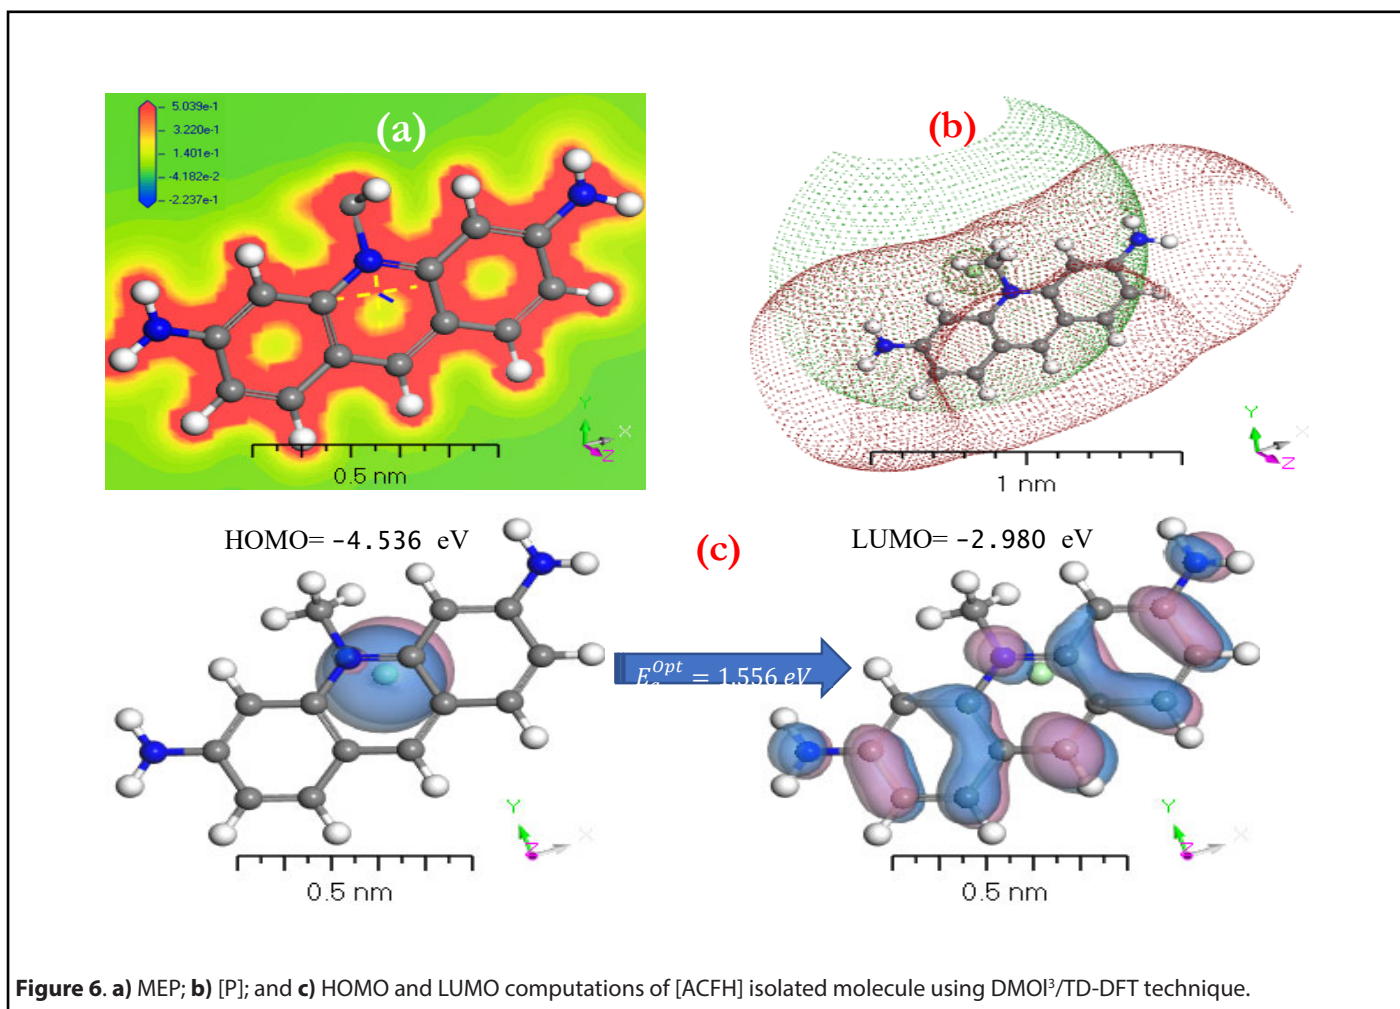 5.039e-1
3.220e-1
1.401e-1
-4.182e-2
-2.237e-1
(a)
Y
X
Z
0.5 nm
(b)
Y
X
Z
1 nm
HOMO= -4.536 eV
(c)
LUMO= -2.980 eV
E_g^Opt = 1.556 eV
Y
X
Z
0.5 nm
Y
X
Z
0.5 nm
Figure 6. a) MEP; b) [P]; and c) HOMO and LUMO computations of [ACFH] isolated molecule using DMOl³/TD-DFT technique.